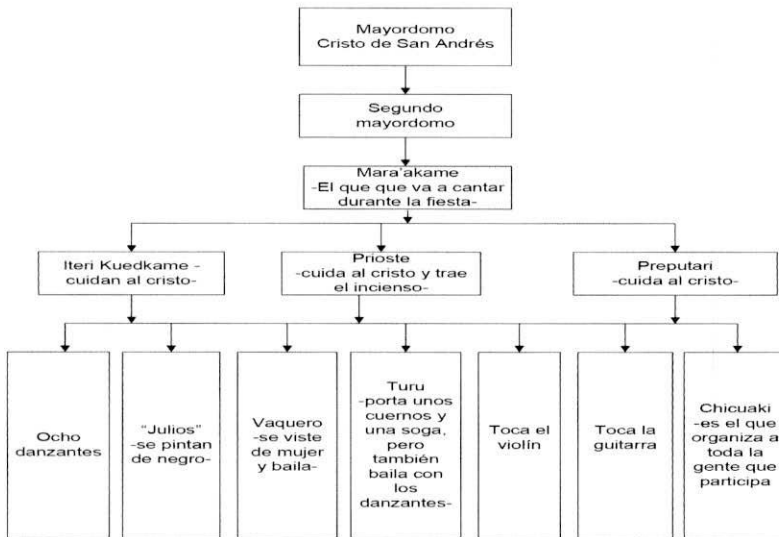 Mayordomo
Cristo de San Andrés
Segundo
mayordomo
Mara'akame
-El que que va a cantar
durante la fiesta-
Iteri Kuedkame -
cuidan al cristo-
Prioste
-cuida al cristo y trae
el incienso-
Preputari
-cuida al cristo-
Ocho
danzantes
"Julios"
-se pintan
de negro-
Vaquero
-se viste
de mujer
y baila-
Turu
-porta unos
cuernos y
una soga,
pero
también
baila con
los
danzantes-
Toca el
violín
Toca la
guitarra
Chicuaki
-es el que
organiza a
toda la
gente que
participa